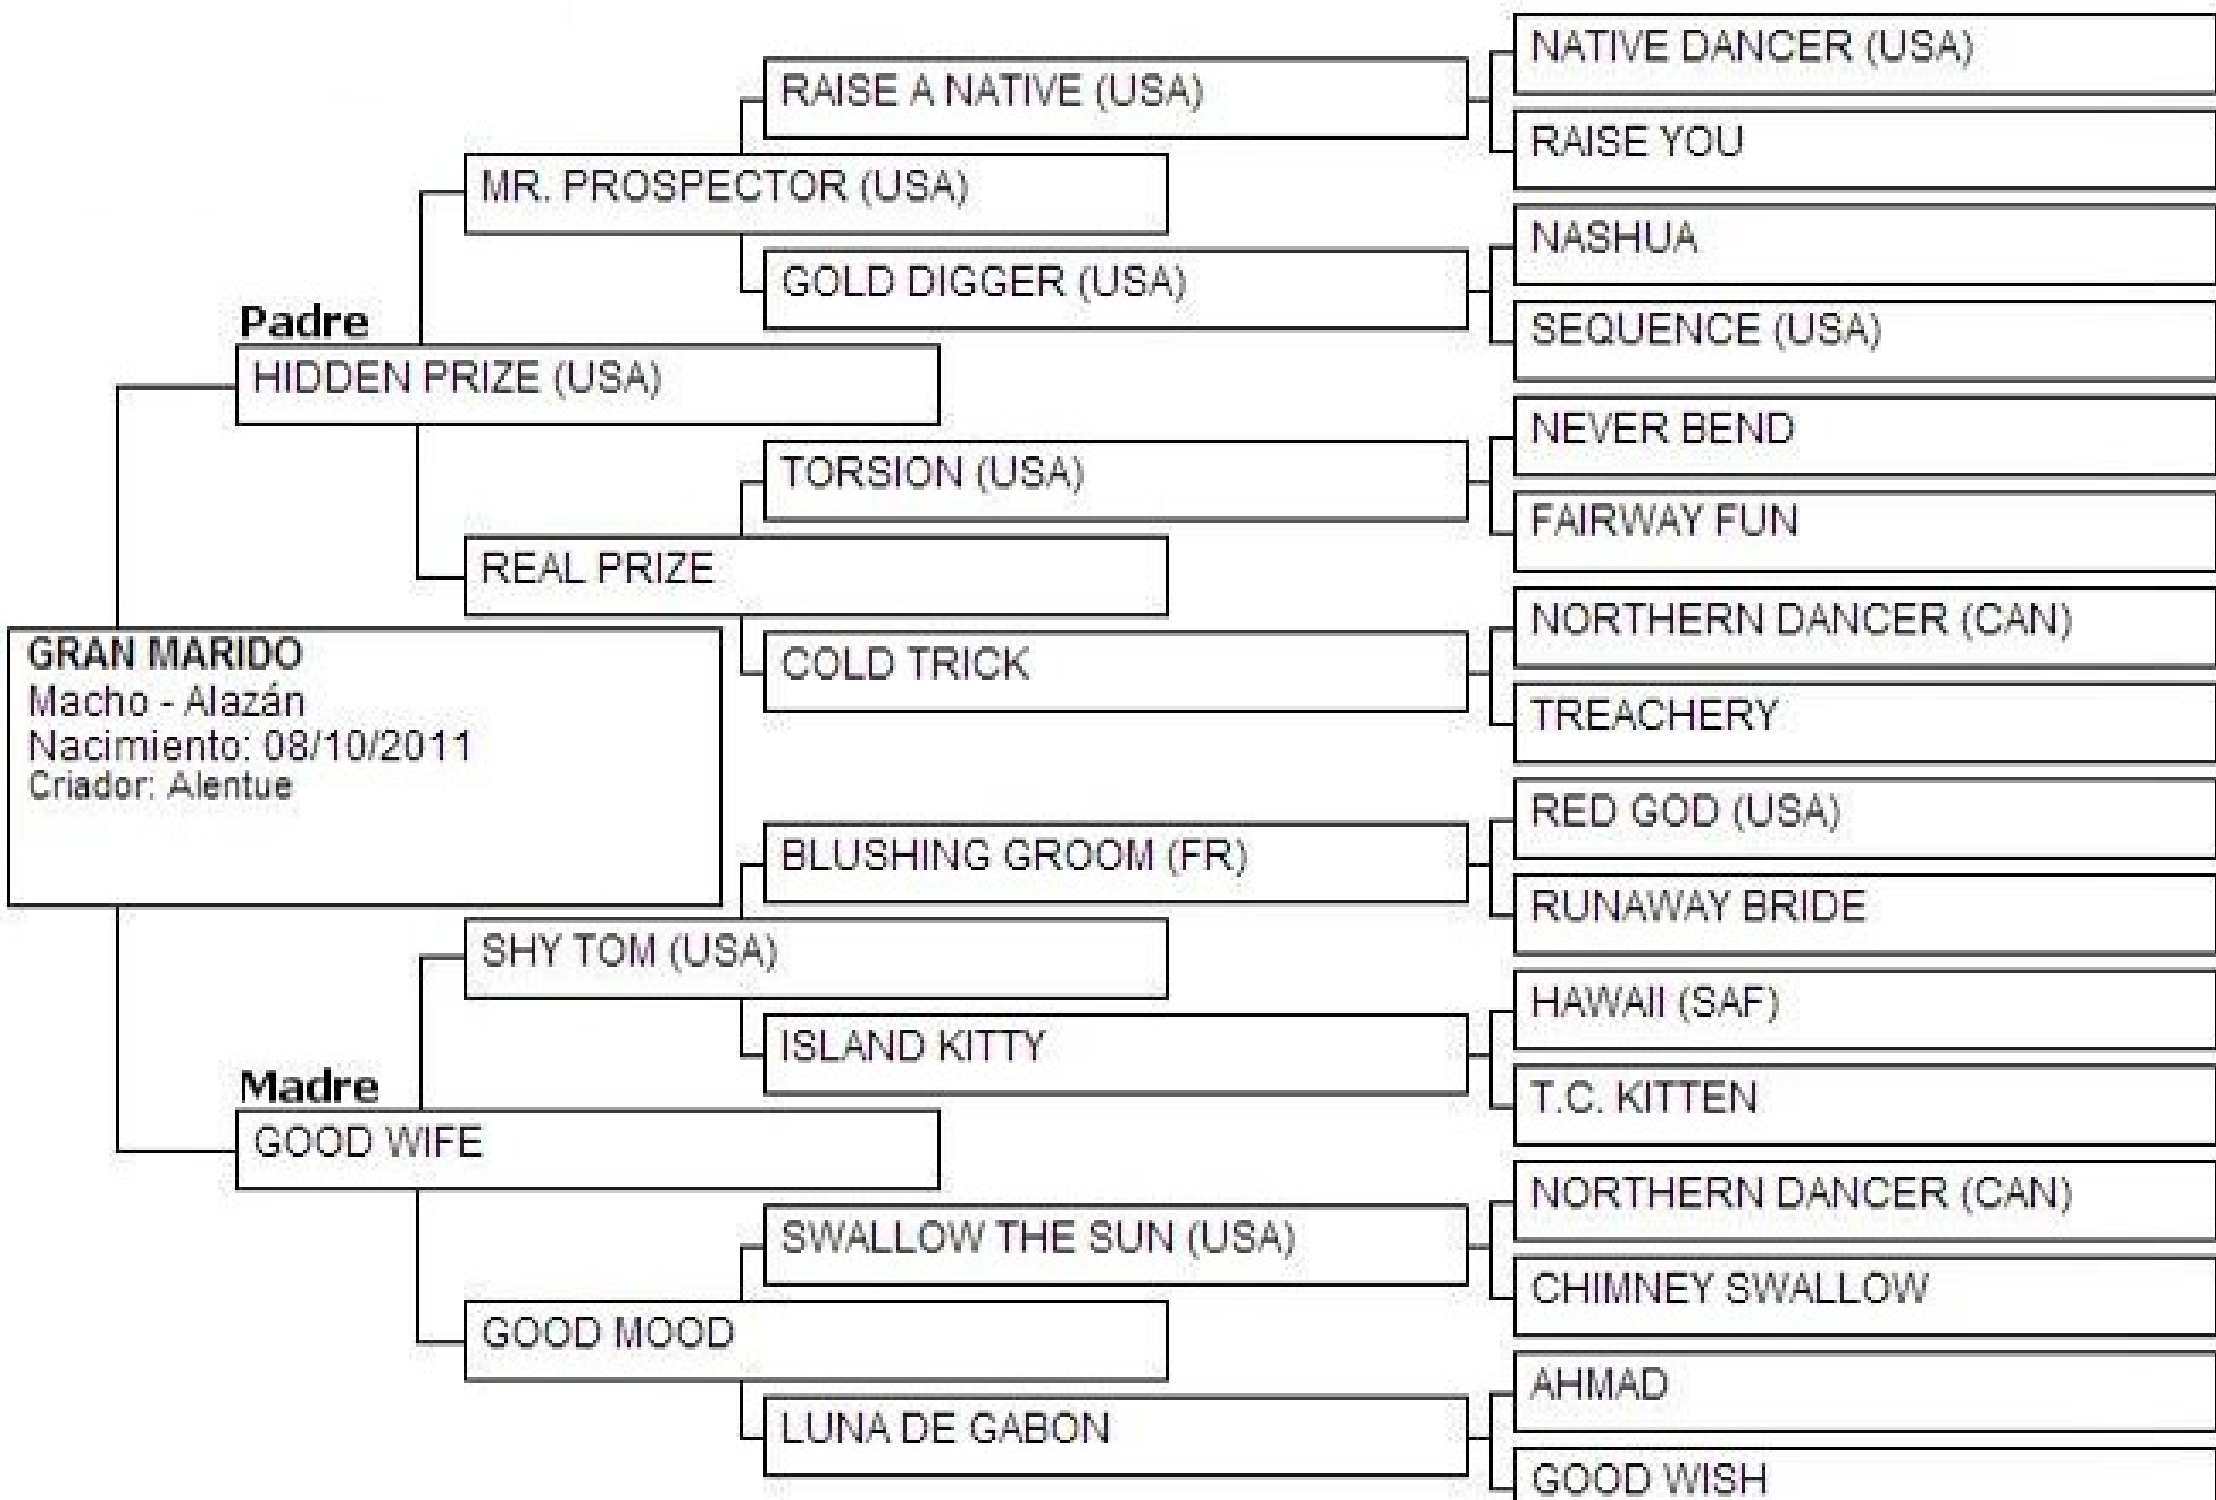 NATIVE DANCER (USA)
RAISE A NATIVE (USA)
RAISE YOU
MR. PROSPECTOR (USA)
NASHUA
GOLD DIGGER (USA)
SEQUENCE (USA)
Padre
HIDDEN PRIZE (USA)
NEVER BEND
TORSION (USA)
FAIRWAY FUN
REAL PRIZE
NORTHERN DANCER (CAN)
COLD TRICK
TREACHERY
GRAN MARIDO
Macho - Alazán
Nacimiento: 08/10/2011
Criador: Alentue
RED GOD (USA)
BLUSHING GROOM (FR)
RUNAWAY BRIDE
SHY TOM (USA)
HAWAII (SAF)
ISLAND KITTY
T.C. KITTEN
Madre
GOOD WIFE
NORTHERN DANCER (CAN)
SWALLOW THE SUN (USA)
CHIMNEY SWALLOW
GOOD MOOD
AHMAD
LUNA DE GABON
GOOD WISH